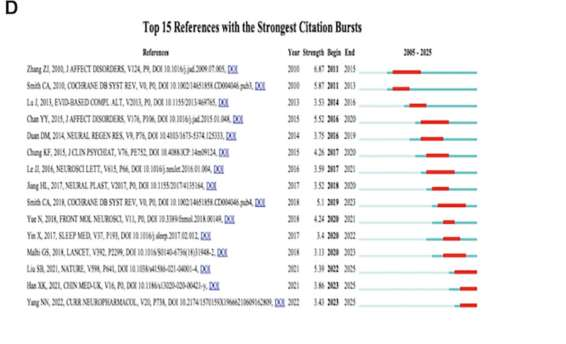 D
Top 15 References with the Strongest Citation Bursts
References Year Strength Begin End 2005 - 2025
Zhang ZJ, 2010, J AFFECT DISORDERS, V124, P9, DOI 10.1016/j.jad.2009.07.005, DOI 2010 6.87 2011 2015
Smith CA, 2010, COCHRANE DB SYST REV, V0, P0, DOI 10.1002/14651858.CD004046.pub3, DOI 2010 5.87 2011 2013
Lu J, 2013, EVID-BASED COMPL ALT, V2013, P0, DOI 10.1155/2013/469765, DOI 2013 3.53 2014 2016
Chan YY, 2015, J AFFECT DISORDERS, V176, P106, DOI 10.1016/j.jad.2015.01.048, DOI 2015 5.52 2016 2020
Duan DM, 2014, NEURAL REGEN RES, V9, P76, DOI 10.4103/1673-5374.125333, DOI 2014 3.75 2016 2019
Chung KF, 2015, J CLIN PSYCHIAT, V76, PE752, DOI 10.4088/JCP.14m09124, DOI 2015 4.26 2017 2020
Le JJ, 2016, NEUROSCI LETT, V615, P66, DOI 10.1016/j.neulet.2016.01.004, DOI 2016 3.59 2017 2021
Jiang HL, 2017, NEURAL PLAST, V2017, P0, DOI 10.1155/2017/4135164, DOI 2017 3.52 2018 2020
Smith CA, 2018, COCHRANE DB SYST REV, V0, P0, DOI 10.1002/14651858.CD004046.pub4, DOI 2018 5.1 2019 2023
Yue N, 2018, FRONT MOL NEUROSCI, V11, P0, DOI 10.3389/fnmol.2018.00149, DOI 2018 4.24 2020 2021
Yin X, 2017, SLEEP MED, V37, P193, DOI 10.1016/j.sleep.2017.02.012, DOI 2017 3.4 2020 2022
Malhi GS, 2018, LANCET, V392, P2299, DOI 10.1016/S0140-6736(18)31948-2, DOI 2018 3.13 2020 2023
Liu SB, 2021, NATURE, V598, P641, DOI 10.1038/s41586-021-04001-4, DOI 2021 5.39 2022 2025
Han XK, 2021, CHIN MED-UK, V16, P0, DOI 10.1186/s13020-020-00421-y, DOI 2021 3.86 2023 2025
Yang NN, 2022, CURR NEUROPHARMACOL, V20, P738, DOI 10.2174/1570159X19666210609162809, DOI 2022 3.43 2023 2025